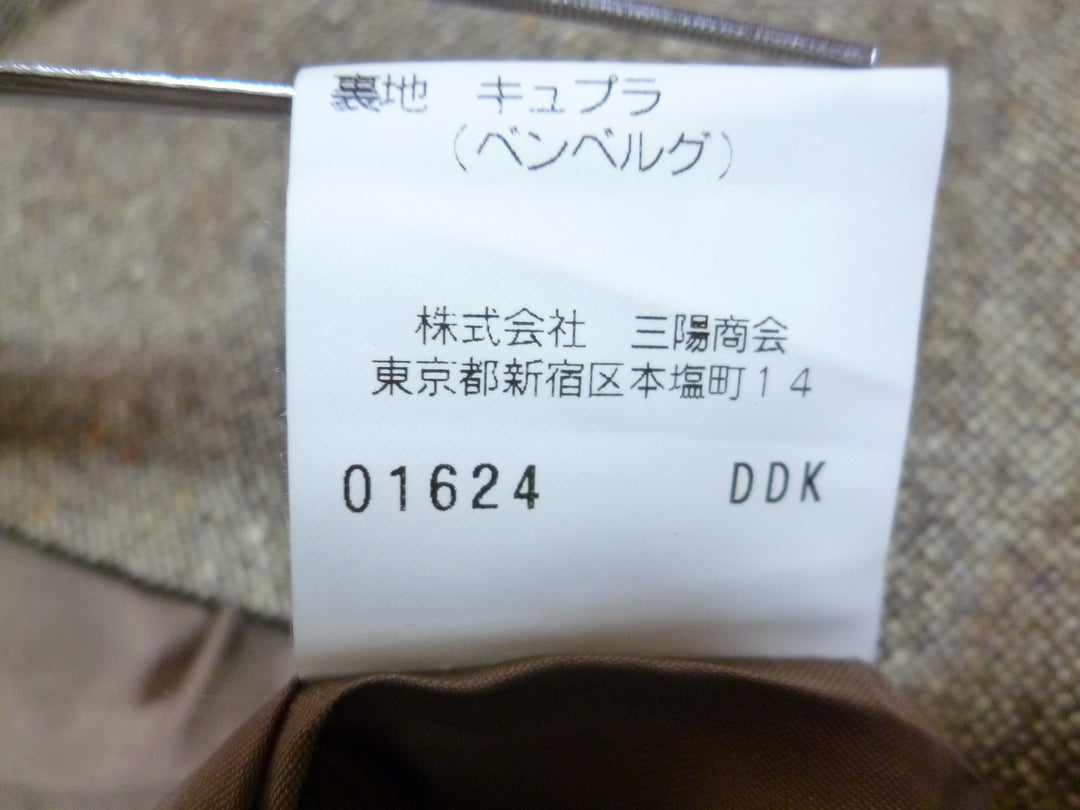 裏地　キュプラ
（ベンベルグ）
株式会社　三陽商会
東京都新宿区本塩町１４
01624　DDK